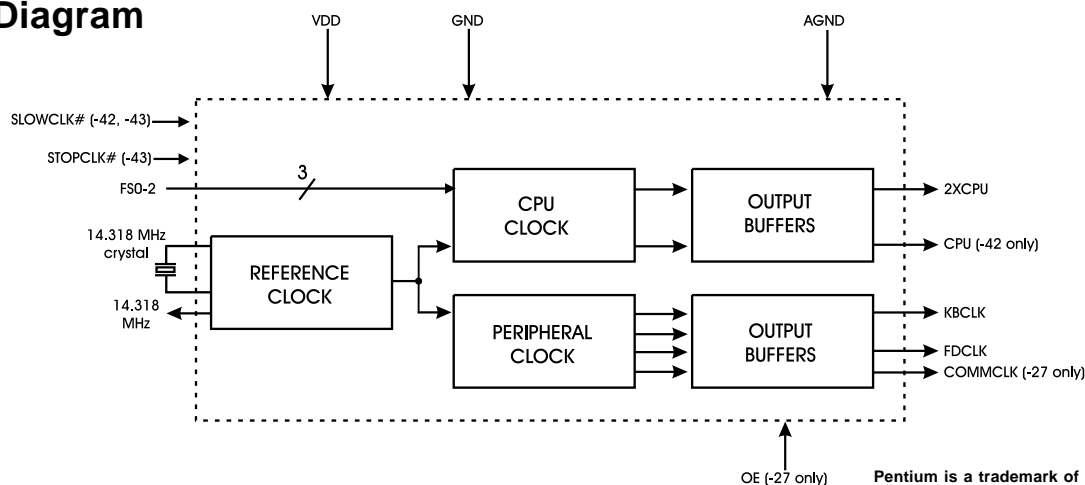 Diagram
VDD
GND
AGND
SLOWCLK# (-42, -43)
STOPCLK# (-43)
FS0-2
3
CPU
CLOCK
OUTPUT
BUFFERS
2XCPU
CPU (-42 only)
14.318 MHz
crystal
REFERENCE
CLOCK
14.318
MHz
PERIPHERAL
CLOCK
OUTPUT
BUFFERS
KBCLK
FDCLK
COMMCLK (-27 only)
OE (-27 only)
Pentium is a trademark of